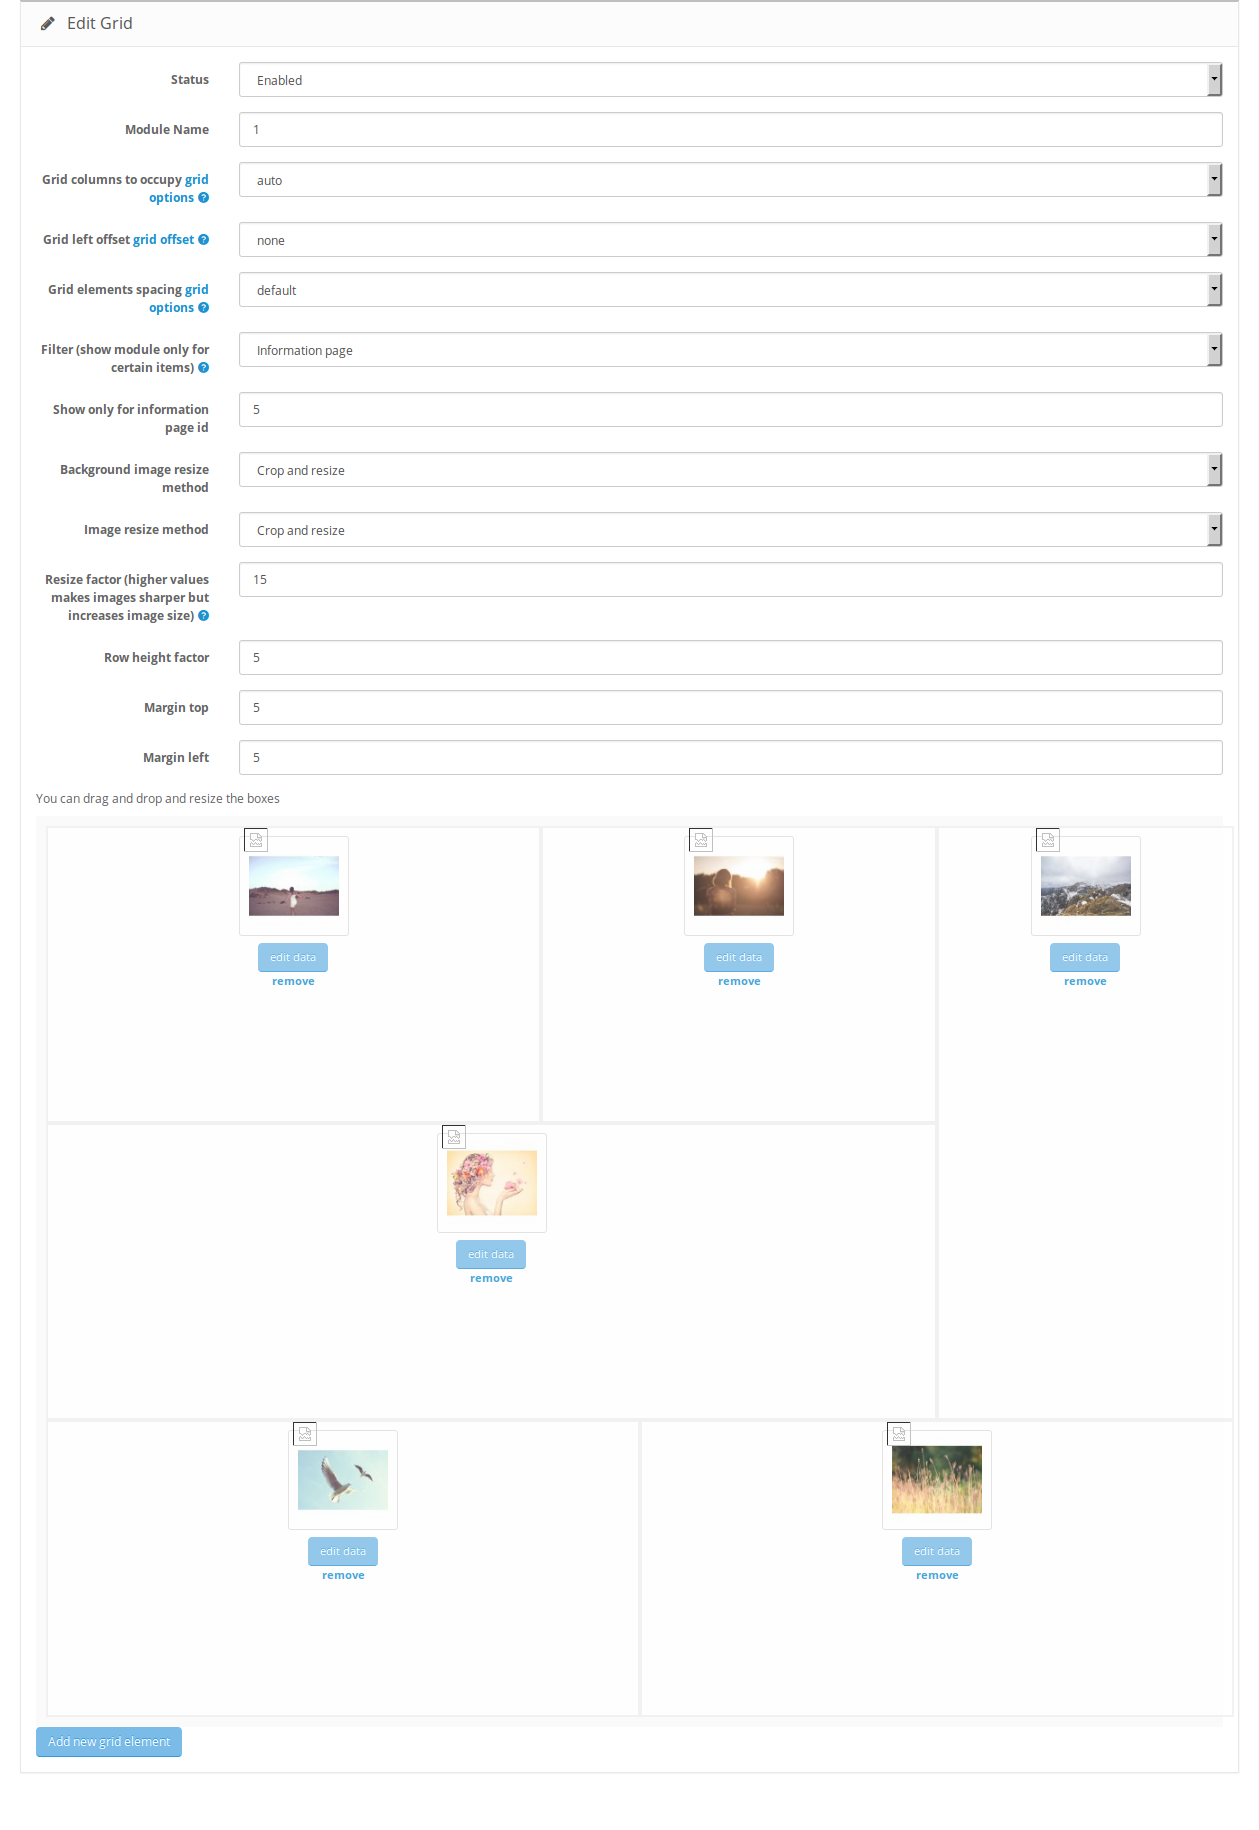 Edit Grid
Status
Enabled
Module Name
1
Grid columns to occupy grid
options ?
auto
Grid left offset grid offset ?
none
Grid elements spacing grid
options ?
default
Filter (show module only for
certain items) ?
Information page
Show only for information
page id
5
Background image resize
method
Crop and resize
Image resize method
Crop and resize
Resize factor (higher values
makes images sharper but
increases image size) ?
15
Row height factor
5
Margin top
5
Margin left
5
You can drag and drop and resize the boxes
edit data
remove
edit data
remove
edit data
remove
edit data
remove
edit data
remove
edit data
remove
Add new grid element